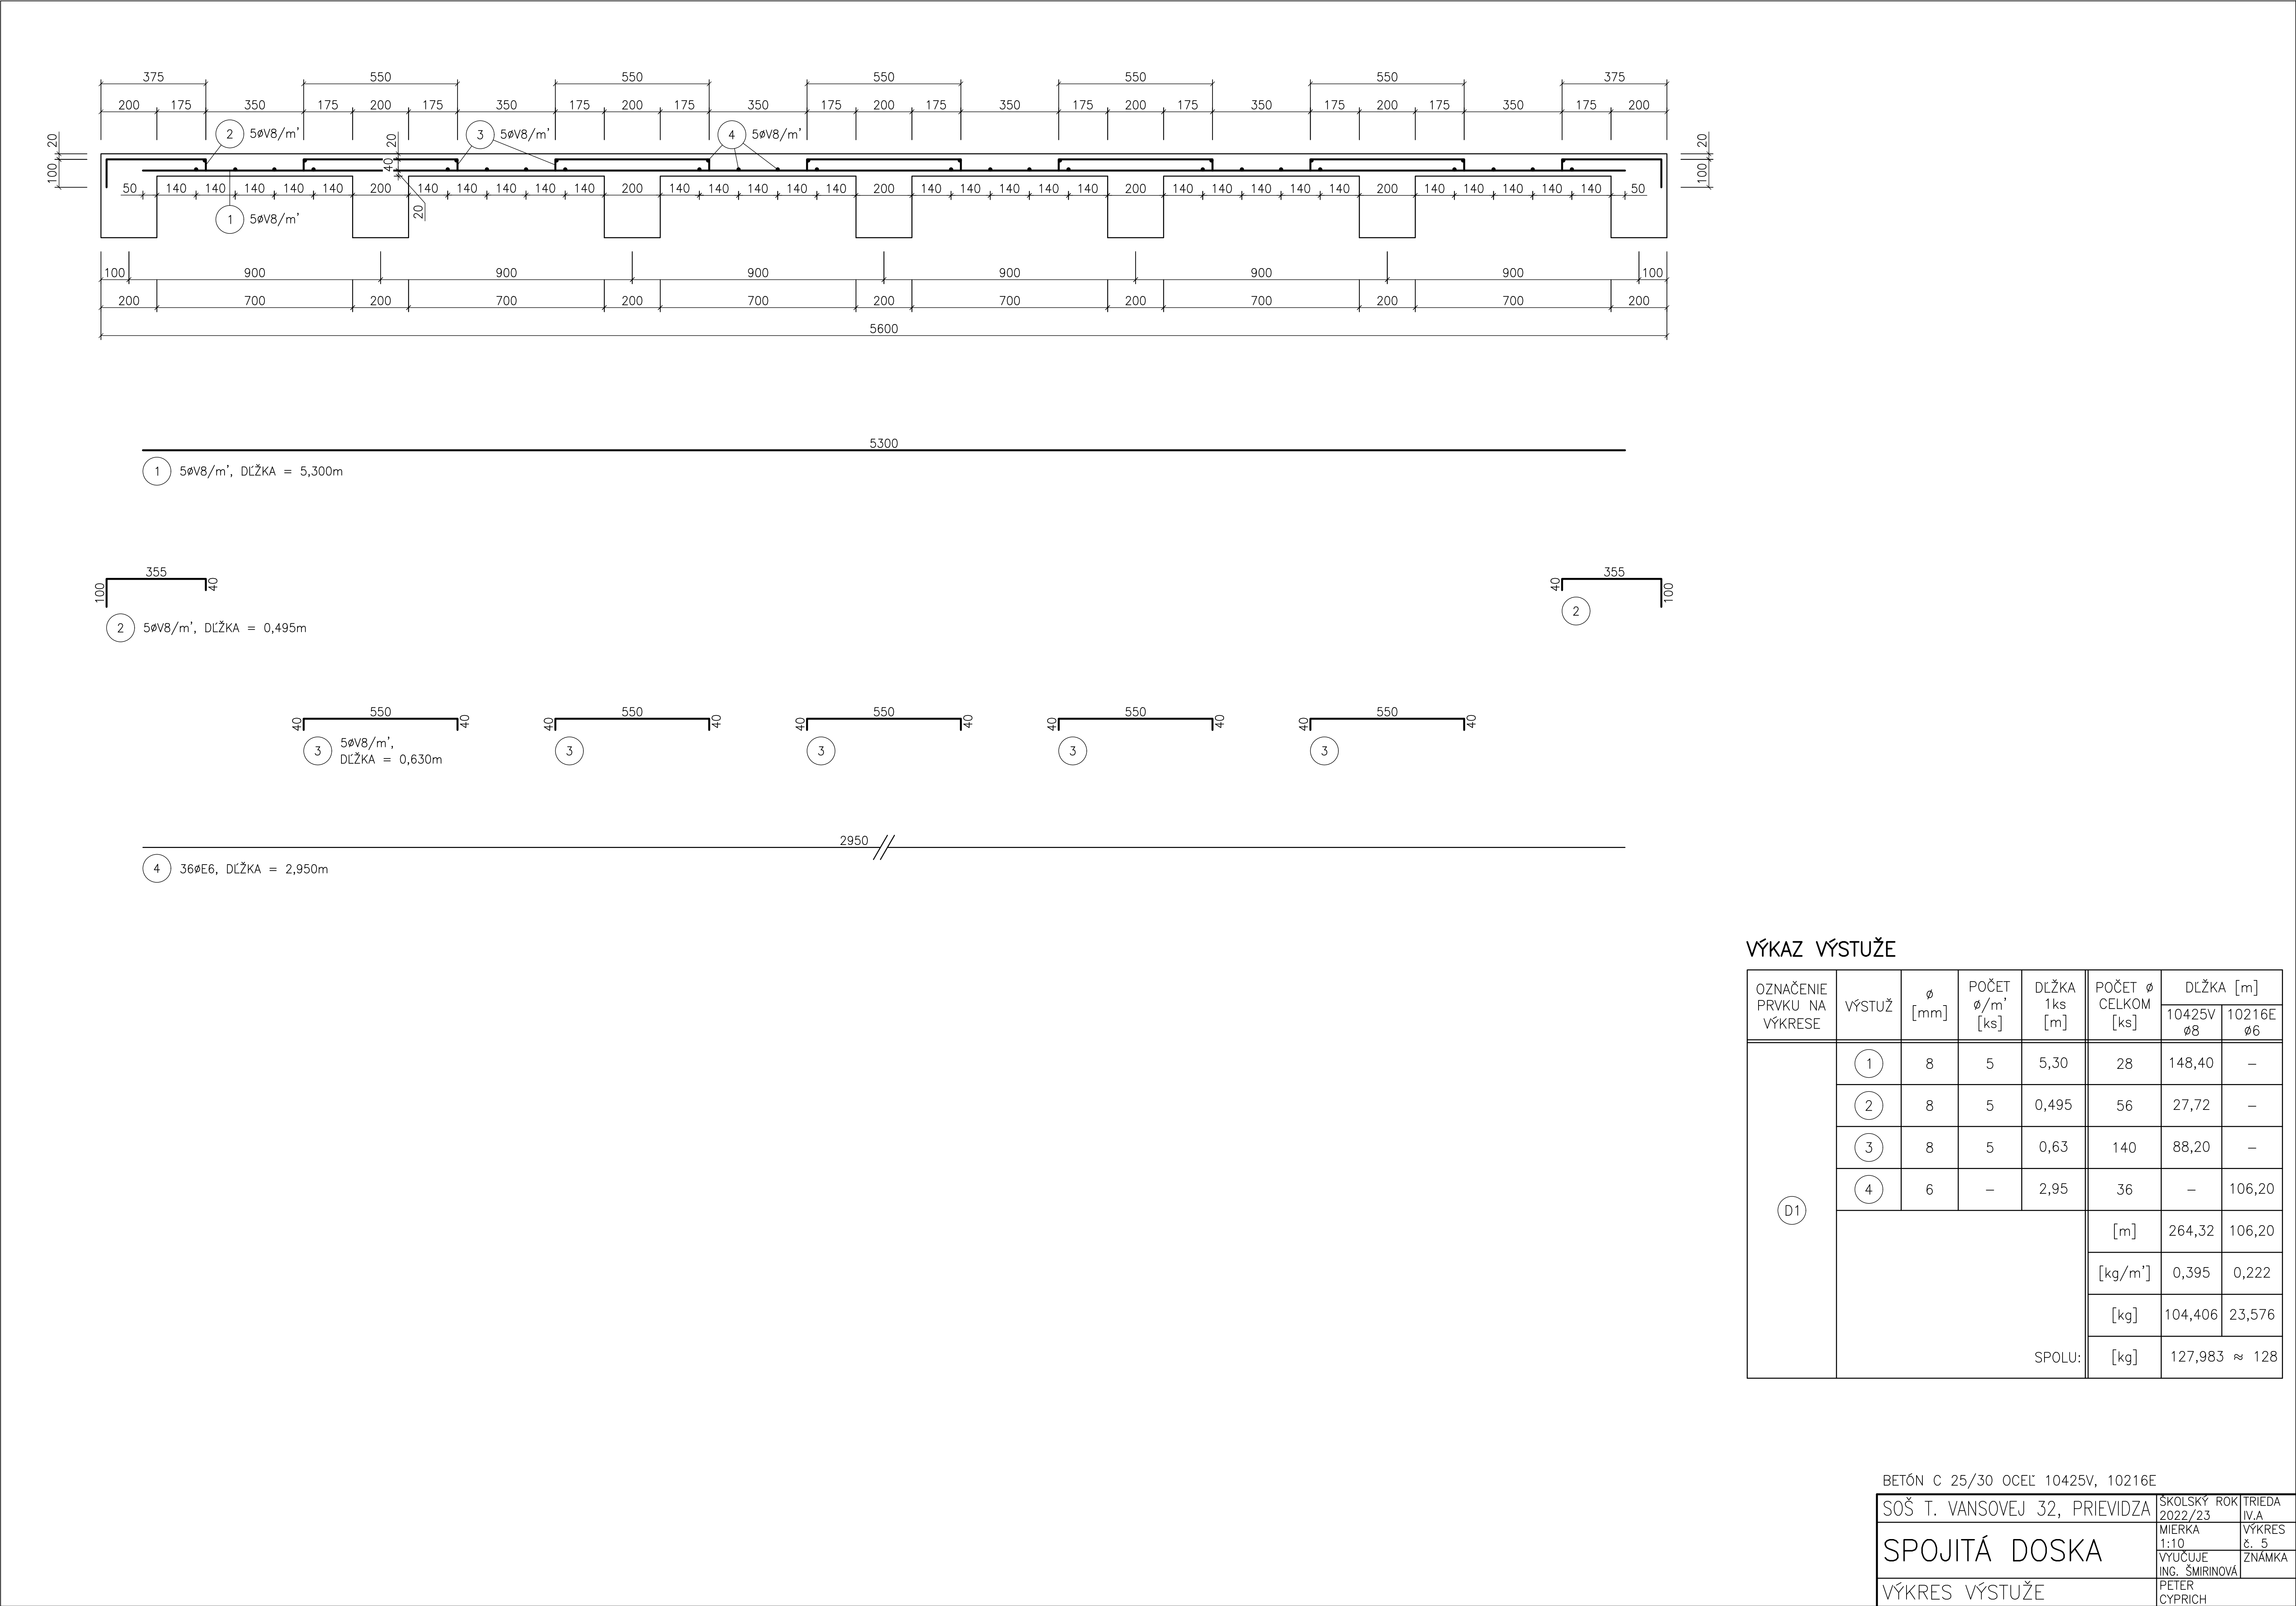 375 550 550 550 550 550 375
200 175 350 175 200 175 350 175 200 175 350 175 200 175 350 175 200 175 350 175 200 175 350 175 200
2 5øV8/m' 3 5øV8/m' 4 5øV8/m'
20 20 20
100 40 100
50 140 140 140 140 140 200 140 140 140 140 140 200 140 140 140 140 140 200 140 140 140 140 140 200 140 140 140 140 140 200 140 140 140 140 140 50
1 5øV8/m' 20
100 900 900 900 900 900 900 100
200 700 200 700 200 700 200 700 200 700 200 700 200
5600
5300
1 5øV8/m', DĹŽKA = 5,300m
355 355
100 40 40 100
2 5øV8/m', DĹŽKA = 0,495m 2
550 550 550 550 550
40 40 40 40 40 40 40 40 40 40
3 5øV8/m', 3 3 3 3
DĹŽKA = 0,630m
2950
4 36øE6, DĹŽKA = 2,950m
VÝKAZ VÝSTUŽE
OZNAČENIE PRVKU NA VÝKRESE VÝSTUŽ ø [mm] POČET ø/m' [ks] DĹŽKA 1ks [m] POČET ø CELKOM [ks] DĹŽKA [m]
10425V ø8 10216E ø6
1 8 5 5,30 28 148,40 –
2 8 5 0,495 56 27,72 –
3 8 5 0,63 140 88,20 –
4 6 – 2,95 36 – 106,20
D1
[m] 264,32 106,20
[kg/m'] 0,395 0,222
[kg] 104,406 23,576
SPOLU: [kg] 127,983 ≈ 128
BETÓN C 25/30 OCEĽ 10425V, 10216E
SOŠ T. VANSOVEJ 32, PRIEVIDZA
ŠKOLSKÝ ROK TRIEDA
2022/23 IV.A
SPOJITÁ DOSKA
MIERKA VÝKRES
1:10 č. 5
VYUČUJE ZNÁMKA
ING. ŠMIRINOVÁ
VÝKRES VÝSTUŽE
PETER
CYPRICH